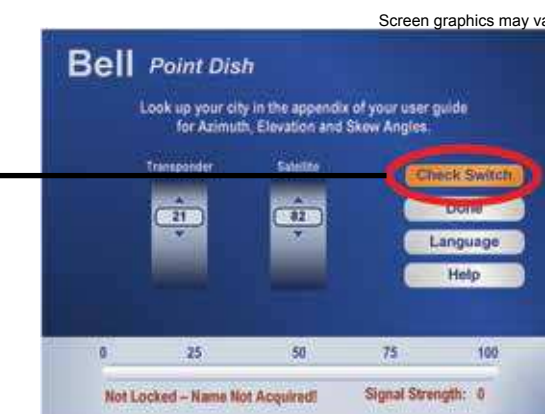 Screen graphics may va
Bell Point Dish
Look up your city in the appendix of your user guide
for Azimuth, Elevation and Skew Angles.
Transponder Satellite
21 82
Check Switch
Done
Language
Help
0 25 50 75 100
Not Locked – Name Not Acquired! Signal Strength: 0